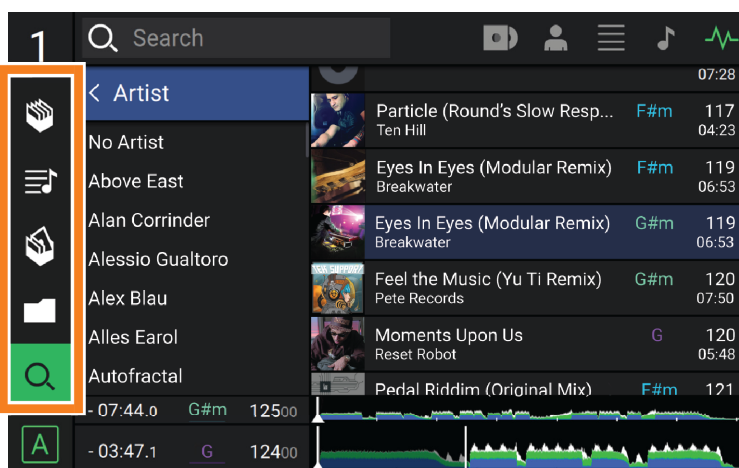 1
Search
< Artist
No Artist
Above East
Alan Corrinder
Alessio Gualtoro
Alex Blau
Alles Earol
Autofractal
07:28
Particle (Round's Slow Resp... F#m 117
Ten Hill 04:23
Eyes In Eyes (Modular Remix) F#m 119
Breakwater 06:53
Eyes In Eyes (Modular Remix) G#m 119
Breakwater 06:53
Feel the Music (Yu Ti Remix) G#m 120
Pete Records 07:50
Moments Upon Us G 120
Reset Robot 05:48
Pedal Riddim (Original Mix) F#m 121
- 07:44.0 G#m 12500
A
- 03:47.1 G 12400